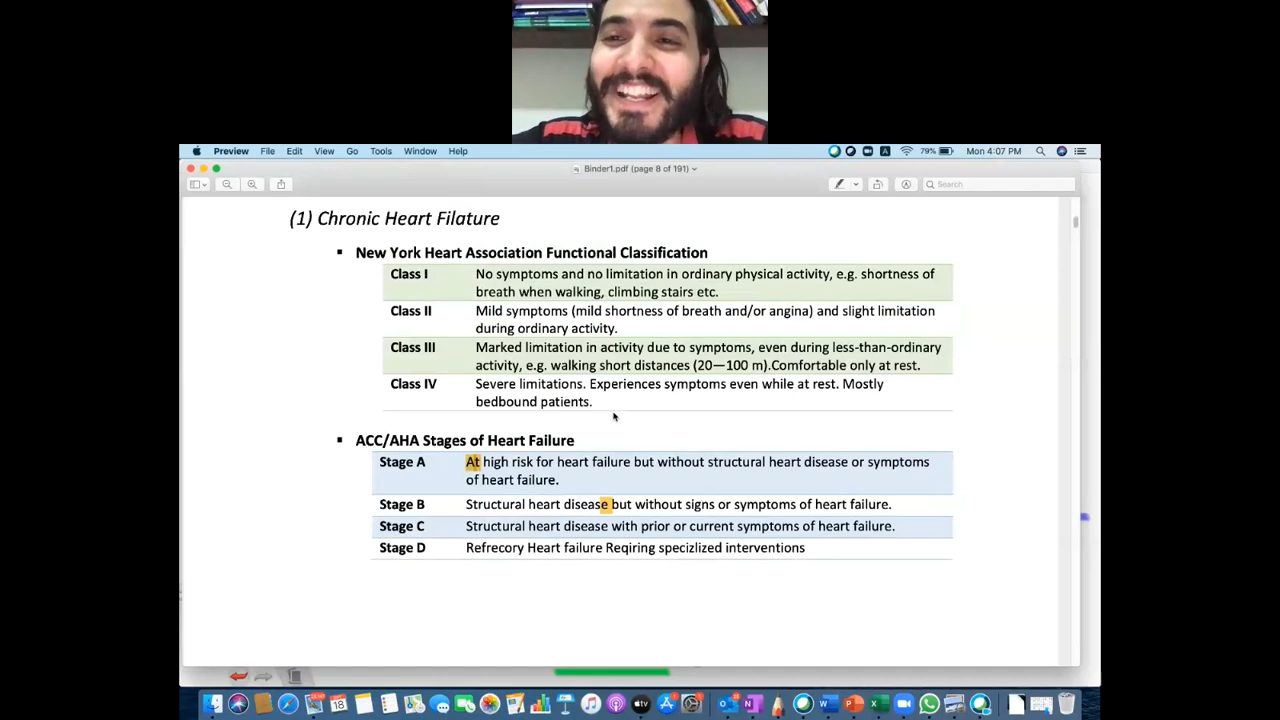 Preview File Edit View Go Tools Window Help 79% Mon 4:07 PM
Binder1.pdf (page 8 of 191)
Search
(1) Chronic Heart Filature
New York Heart Association Functional Classification
Class I No symptoms and no limitation in ordinary physical activity, e.g. shortness of
breath when walking, climbing stairs etc.
Class II Mild symptoms (mild shortness of breath and/or angina) and slight limitation
during ordinary activity.
Class III Marked limitation in activity due to symptoms, even during less-than-ordinary
activity, e.g. walking short distances (20—100 m).Comfortable only at rest.
Class IV Severe limitations. Experiences symptoms even while at rest. Mostly
bedbound patients.
ACC/AHA Stages of Heart Failure
Stage A At high risk for heart failure but without structural heart disease or symptoms
of heart failure.
Stage B Structural heart disease but without signs or symptoms of heart failure.
Stage C Structural heart disease with prior or current symptoms of heart failure.
Stage D Refrecory Heart failure Reqiring specizlized interventions